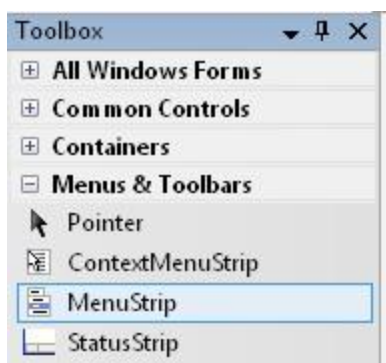 Toolbox
All Windows Forms
Common Controls
Containers
Menus & Toolbars
Pointer
ContextMenuStrip
MenuStrip
StatusStrip